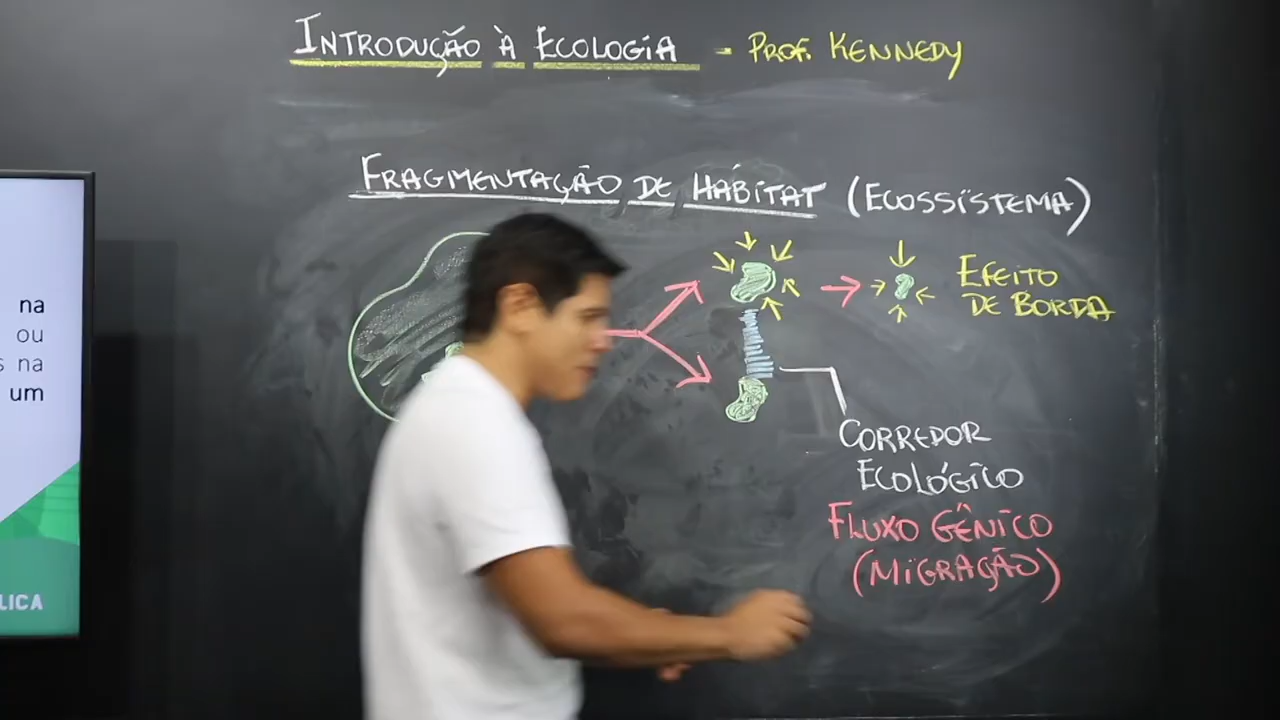 INTRODUÇÃO À ECOLOGIA - PROF. KENNEDY
FRAGMENTAÇÃO DE HÁBITAT (ECOSSISTEMA)
EFEITO
DE BORDA
CORREDOR
ECOLÓGICO
FLUXO GÊNICO
(MIGRAÇÃO)
na
ou
na
um
LICA